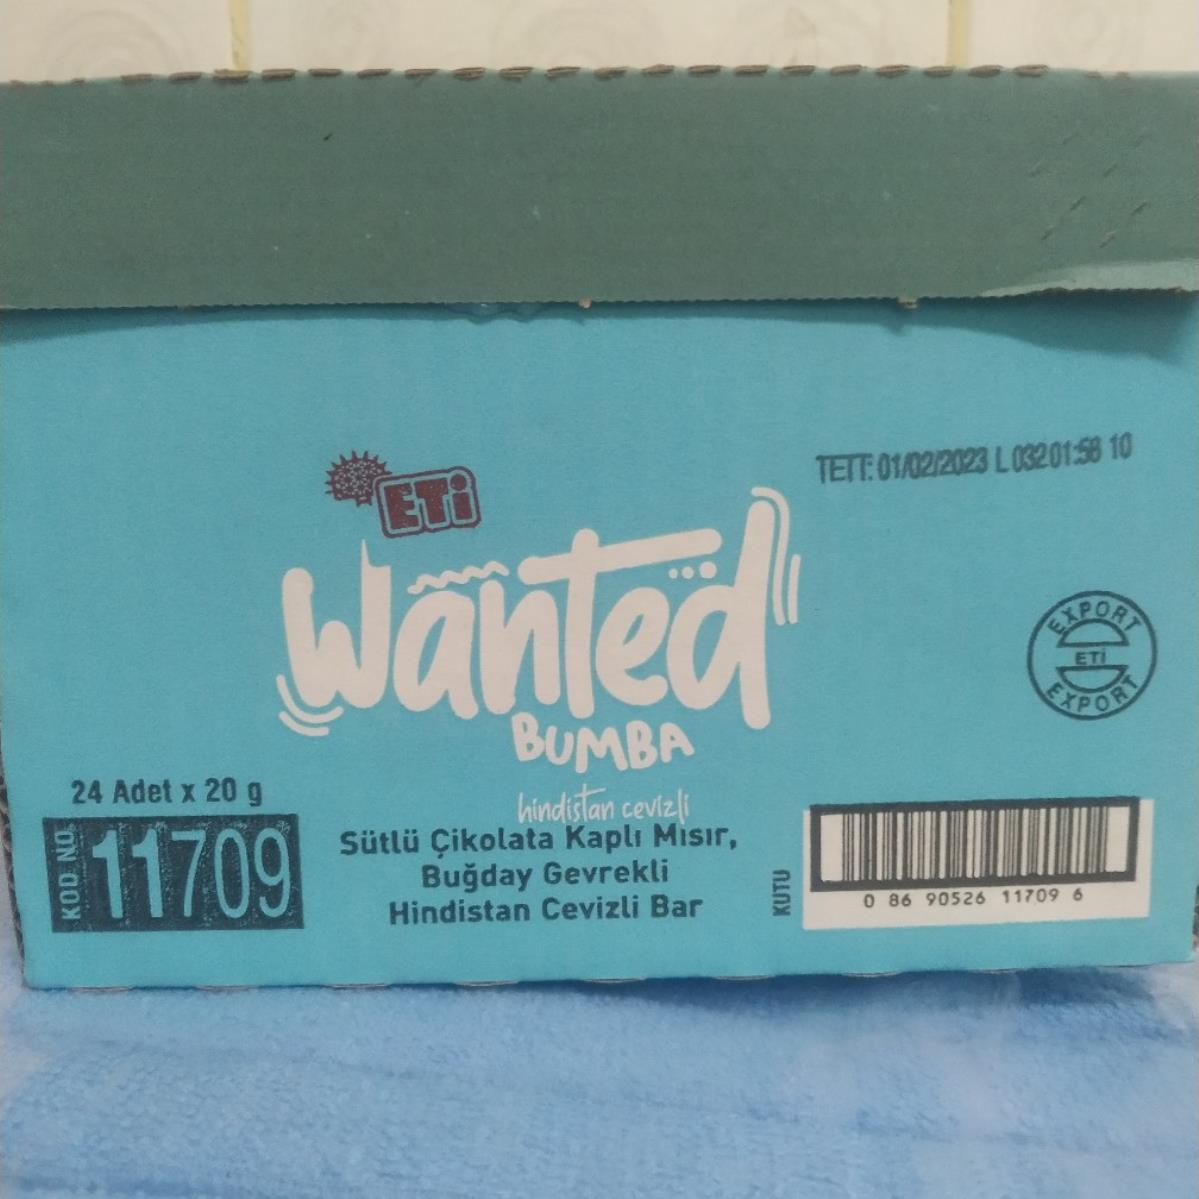 ETi
TETT: 01/02/2023 L 032 01:58 10
Wanted
BUMBA
EXPORT
ETİ
EXPORT
24 Adet x 20 g
KOD NO
11709
hindistan cevizli
Sütlü Çikolata Kaplı Mısır,
Buğday Gevrekli
Hindistan Cevizli Bar
KUTU
0 86 90526 11709 6